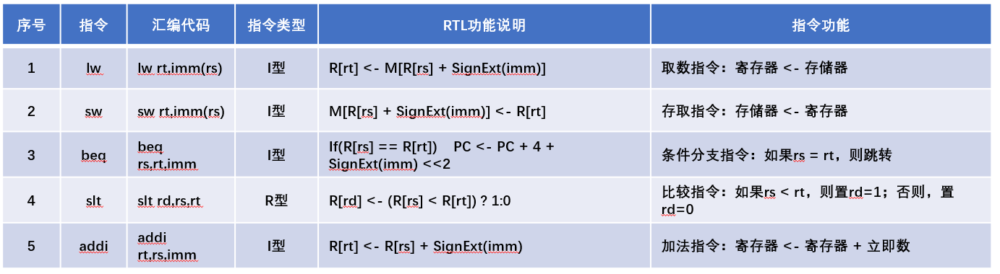 序号 指令 汇编代码 指令类型 RTL功能说明 指令功能
1 lw lw rt,imm(rs) I型 R[rt] <- M[R[rs] + SignExt(imm)] 取数指令：寄存器 <- 存储器
2 sw sw rt,imm(rs) I型 M[R[rs] + SignExt(imm)] <- R[rt] 存取指令：存储器 <- 寄存器
3 beq beq
rs,rt,imm I型 If(R[rs] == R[rt]) PC <- PC + 4 +
SignExt(imm) <<2 条件分支指令：如果rs = rt，则跳转
4 slt slt rd,rs,rt R型 R[rd] <- (R[rs] < R[rt]) ? 1:0 比较指令：如果rs < rt，则置rd=1；否则，置
rd=0
5 addi addi
rt,rs,imm I型 R[rt] <- R[rs] + SignExt(imm) 加法指令：寄存器 <- 寄存器 + 立即数